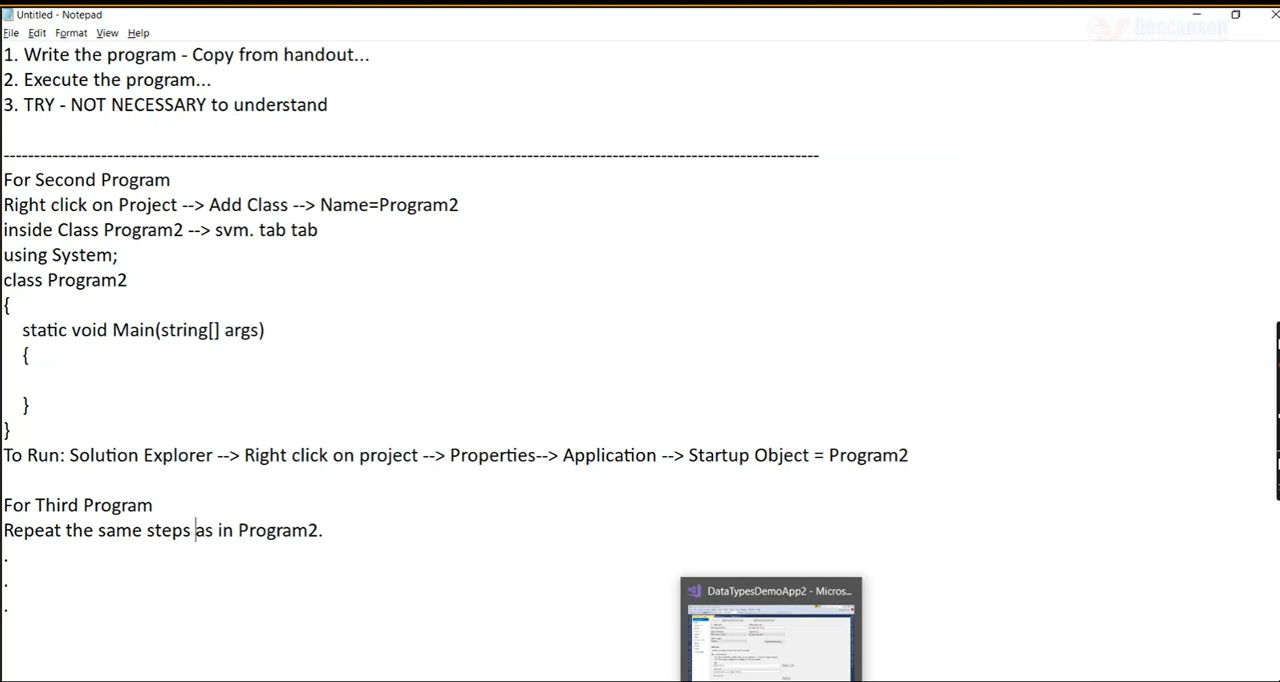 Untitled - Notepad
File Edit Format View Help
Deccansoft
1. Write the program - Copy from handout...
2. Execute the program...
3. TRY - NOT NECESSARY to understand
---------------------------------------------------------------------------------------------------------------------------------------
For Second Program
Right click on Project --> Add Class --> Name=Program2
inside Class Program2 --> svm. tab tab
using System;
class Program2
{
static void Main(string[] args)
{
}
}
To Run: Solution Explorer --> Right click on project --> Properties--> Application --> Startup Object = Program2
For Third Program
Repeat the same steps as in Program2.
.
.
.
DataTypesDemoApp2 - Micros...